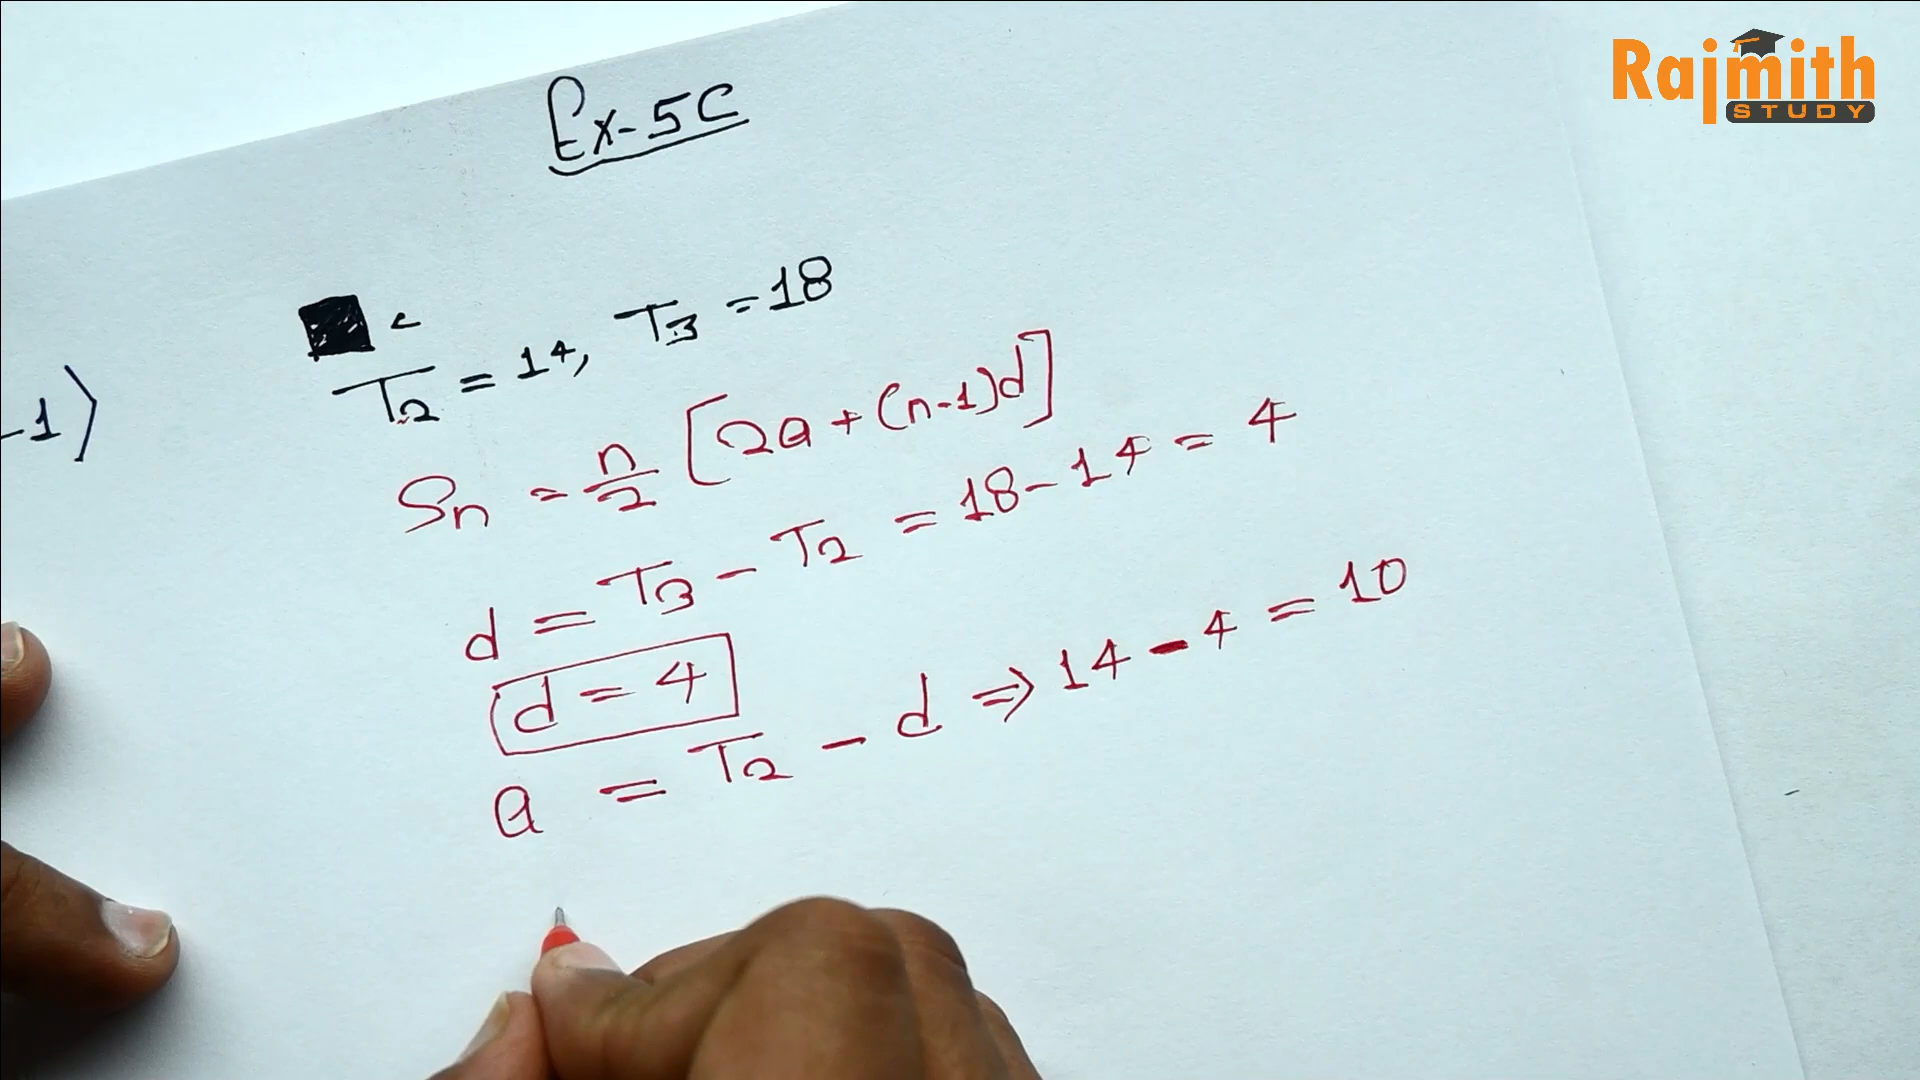 Rajmith
STUDY
Ex-5C
T2 = 14, T3 = 18
-1)
Sn = n/2 [2a + (n-1)d]
d = T3 - T2 = 18 - 14 = 4
d = 4
a = T2 - d ⇒ 14 - 4 = 10